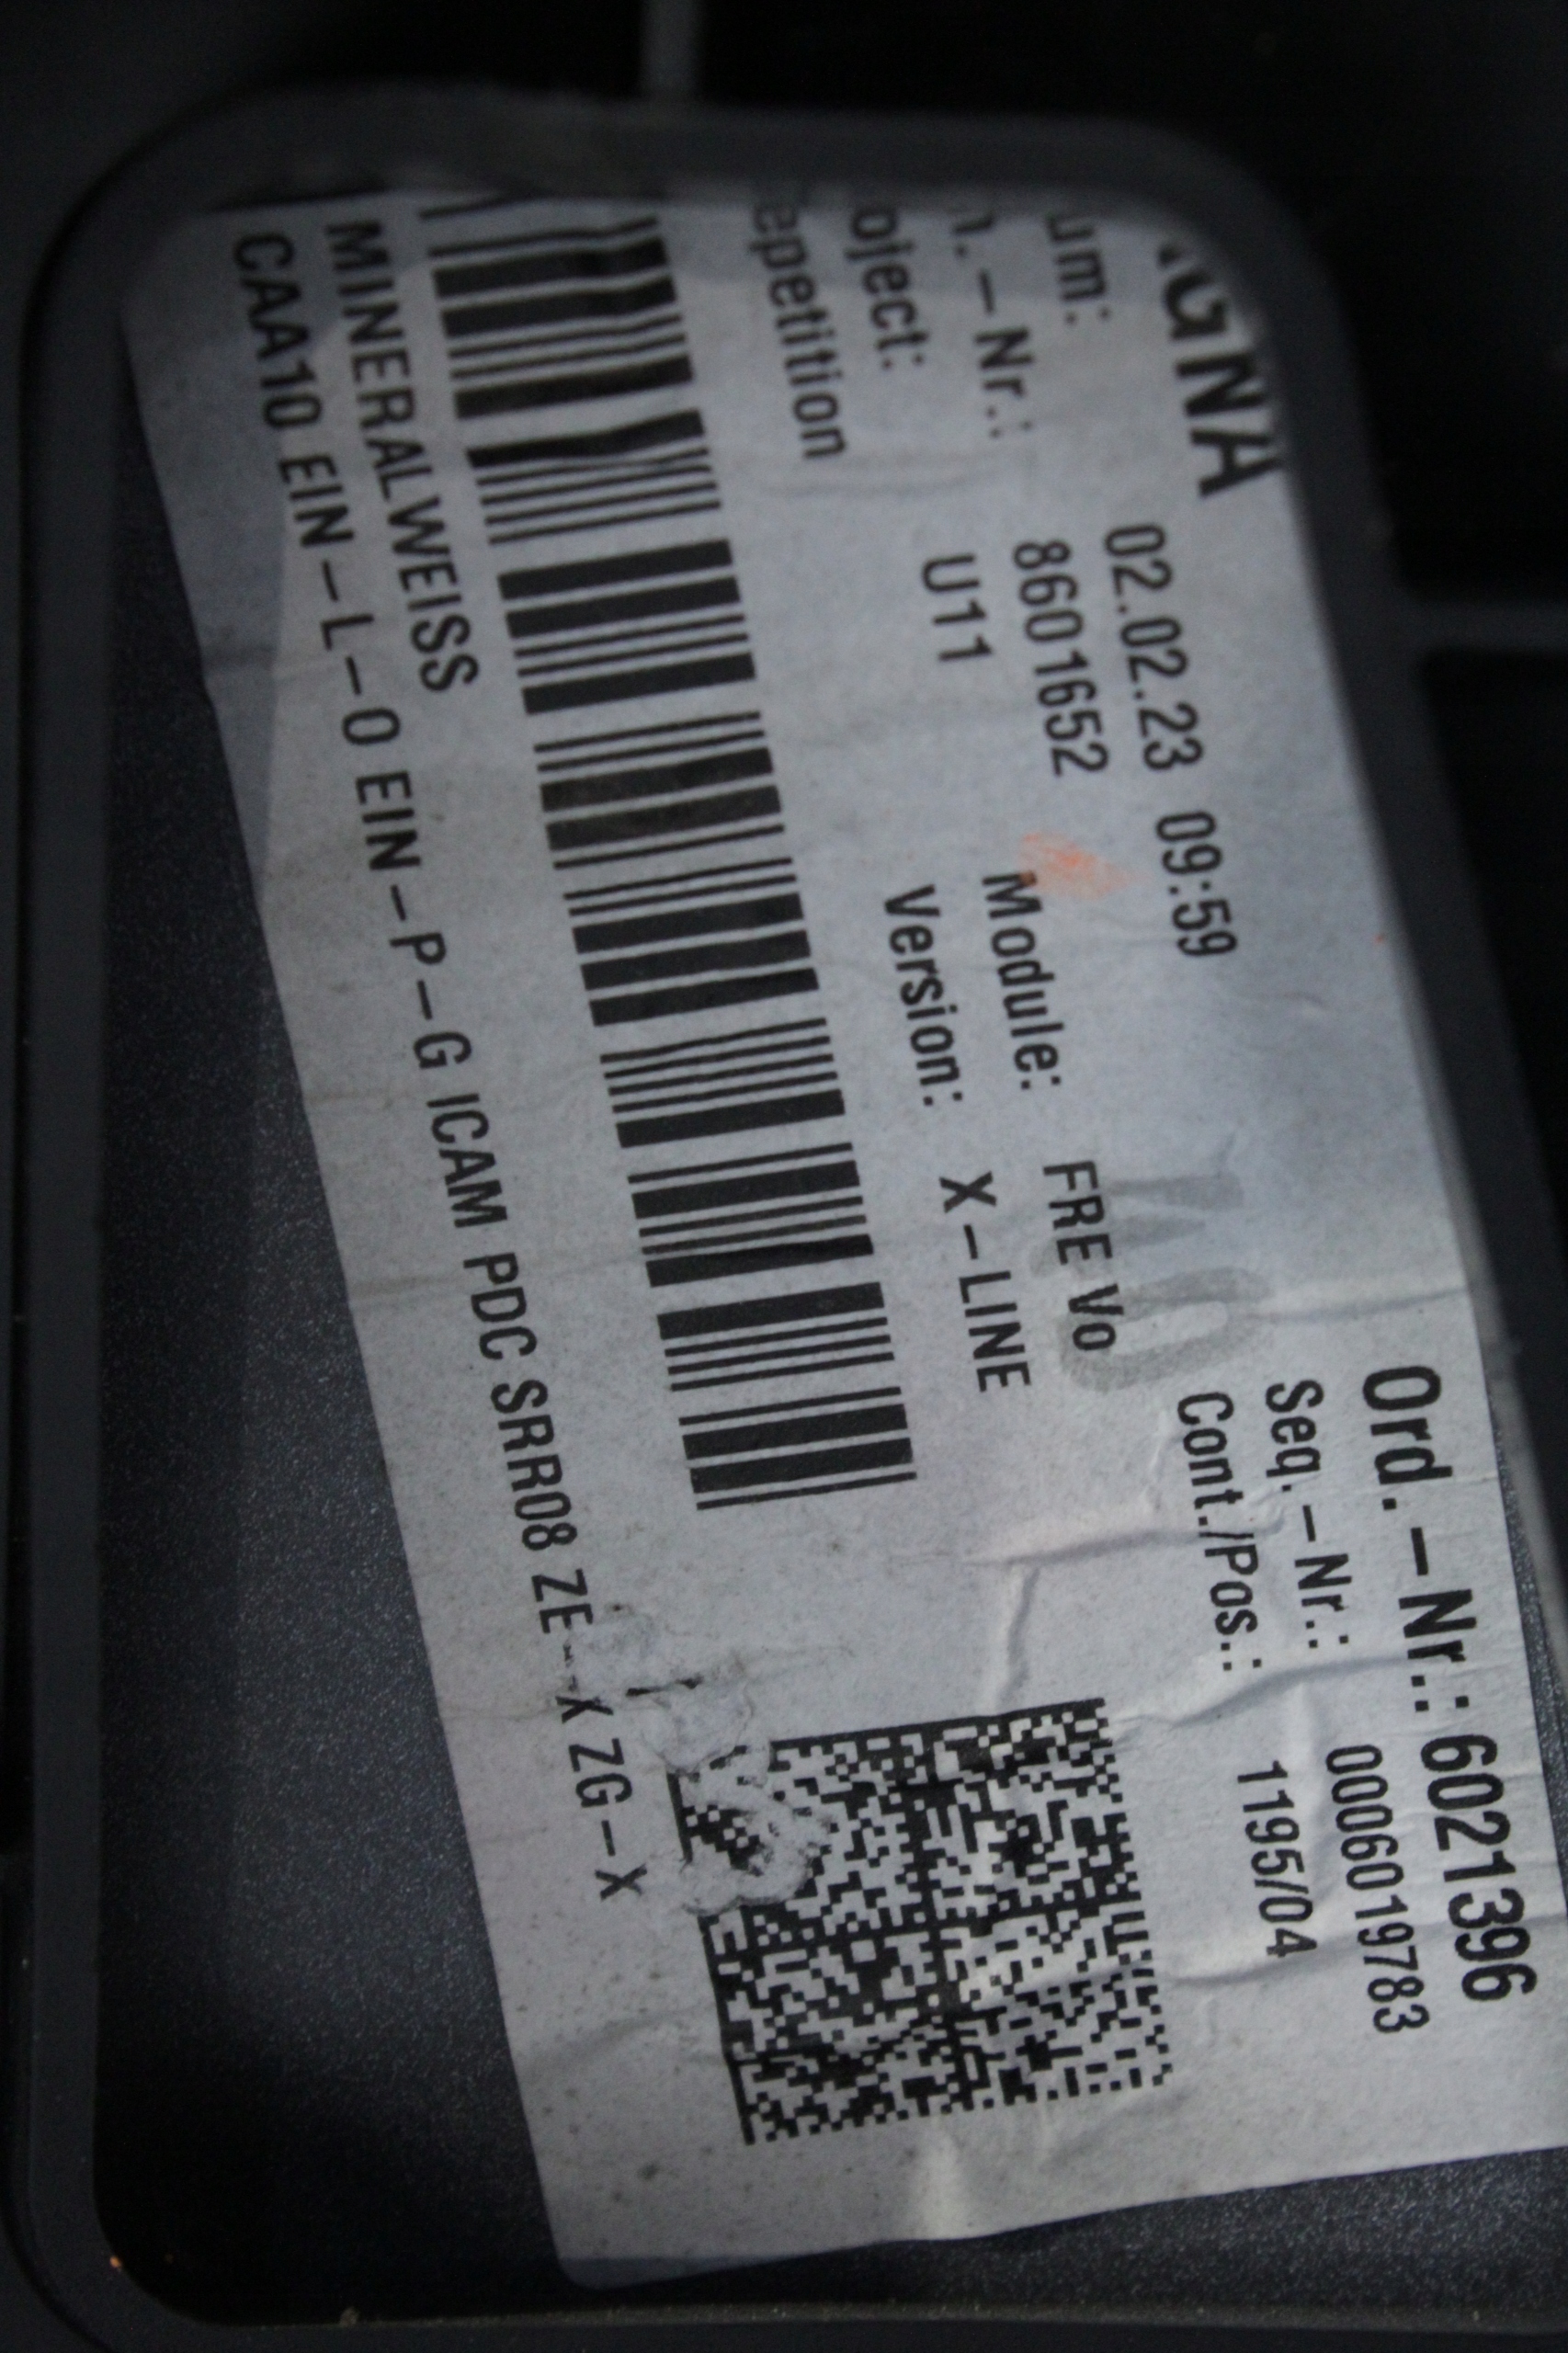 GNA
Ord.-Nr.: 6021396
um: 02.02.23 09:59
Seq.-Nr.: 0006019783
.-Nr.: 8601652 Module: FRE Vo
Cont./Pos.: 1195/04
oject: U11 Version: X-LINE
epetition
MINERALWEISS
CAA10 EIN-L-O EIN-P-G ICAM PDC SRR08 ZE-X ZG-X